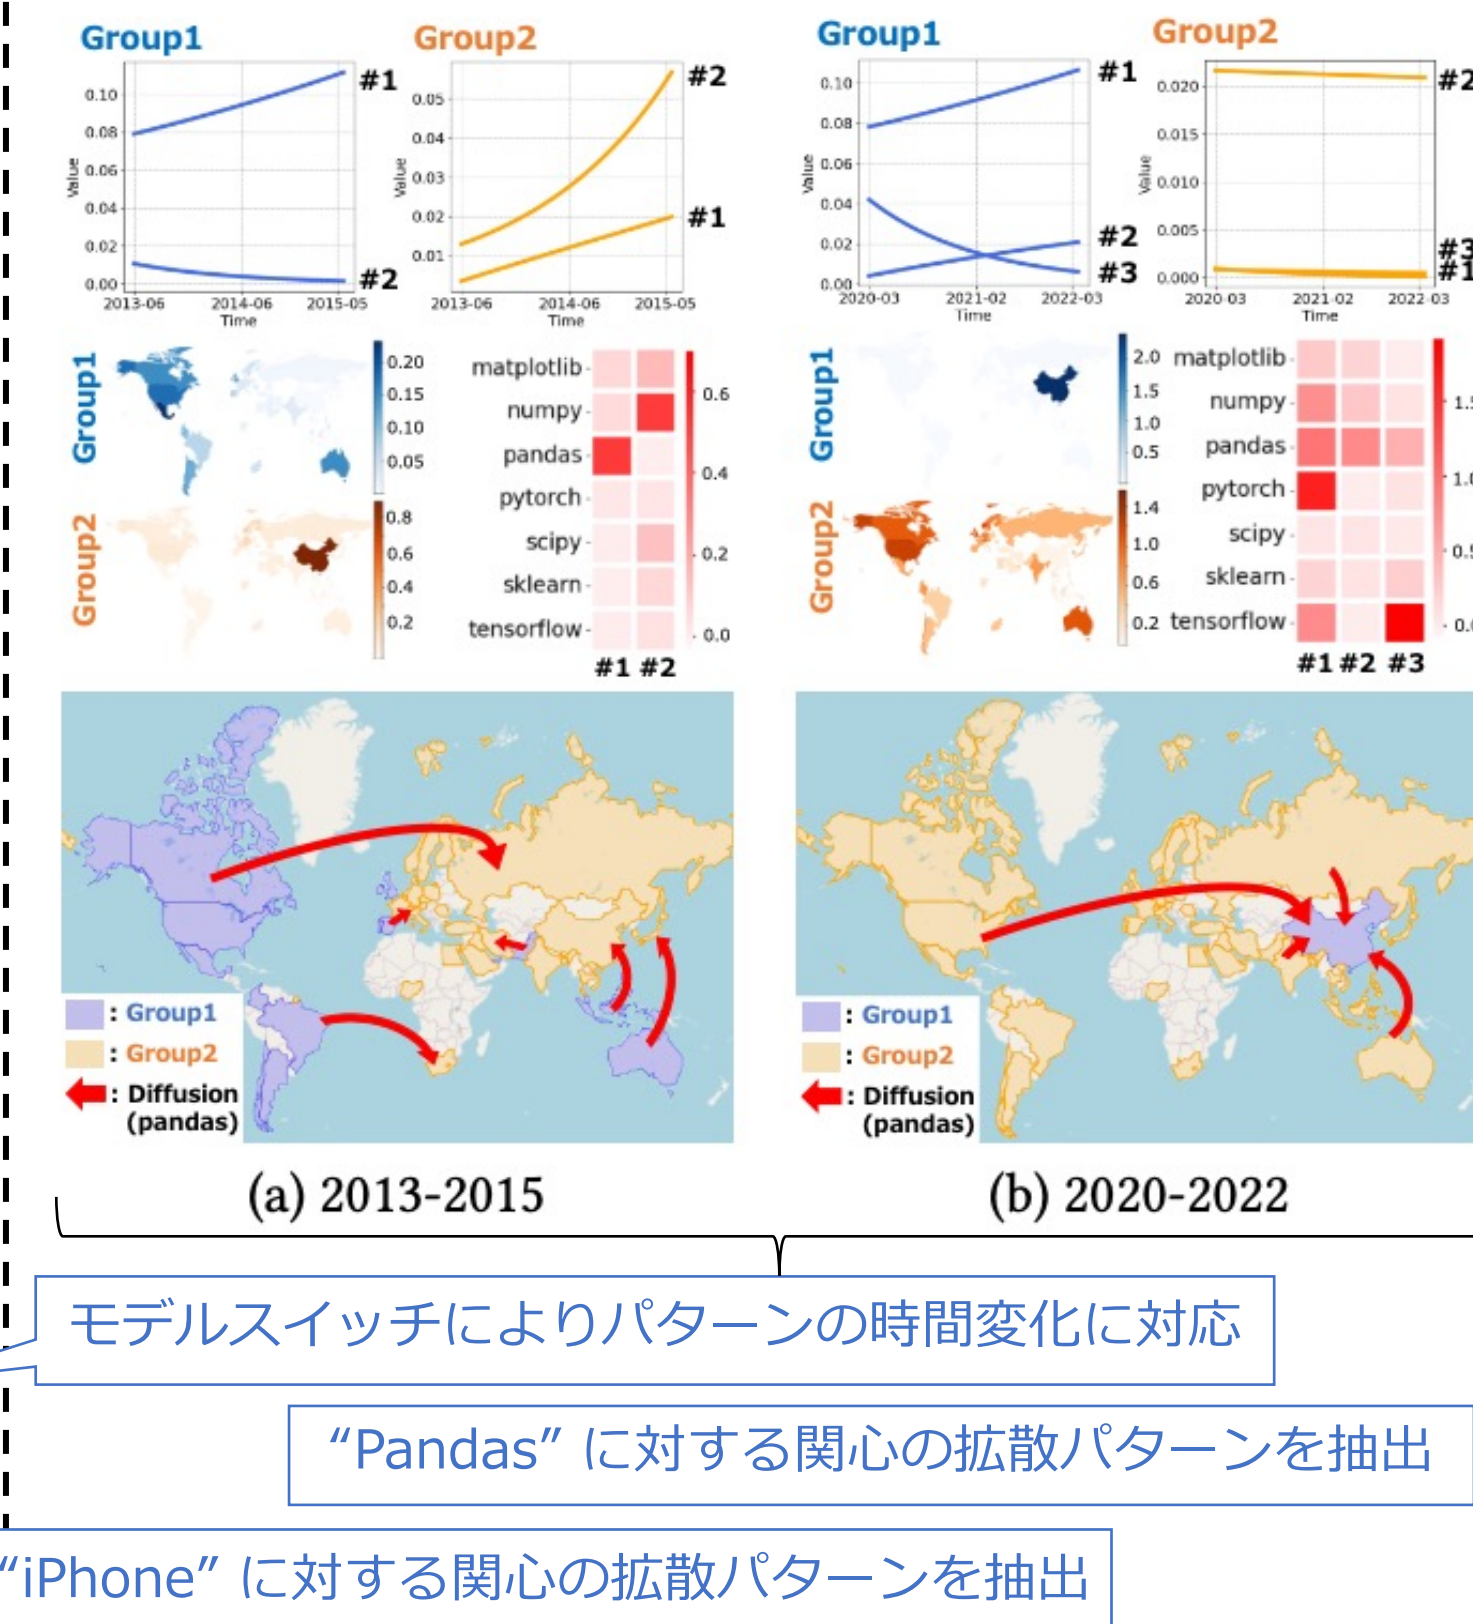 Group1
Group2
Group1
Group2
#1
#2
0.10
0.08
0.06
0.04
0.02
0.00
Value
2013-06
2014-06
2015-05
Time
#2
#1
0.05
0.04
0.03
0.02
0.01
Value
2013-06
2014-06
2015-05
Time
#1
#2
#3
0.10
0.08
0.06
0.04
0.02
0.00
Value
2020-03
2021-02
2022-03
Time
#2
#3
#1
0.020
0.015
0.010
0.005
0.000
Value
2020-03
2021-02
2022-03
Time
Group1
0.20
0.15
0.10
0.05
Group2
0.8
0.6
0.4
0.2
matplotlib
numpy
pandas
pytorch
scipy
sklearn
tensorflow
#1 #2
0.6
0.4
0.2
0.0
Group1
2.0
1.5
1.0
0.5
Group2
1.4
1.0
0.6
0.2
matplotlib
numpy
pandas
pytorch
scipy
sklearn
tensorflow
#1 #2 #3
: Group1
: Group2
: Diffusion
(pandas)
: Group1
: Group2
: Diffusion
(pandas)
(a) 2013-2015
(b) 2020-2022
モデルスイッチによりパターンの時間変化に対応
“Pandas” に対する関心の拡散パターンを抽出
“iPhone” に対する関心の拡散パターンを抽出